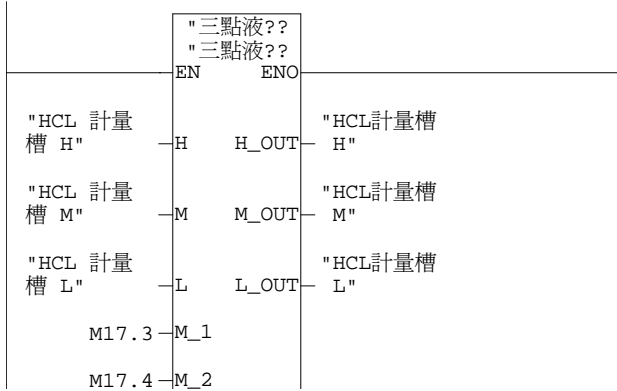 "三點液??
"三點液??
EN ENO
"HCL 計量 "HCL計量槽
槽 H" H H_OUT H"
"HCL 計量 "HCL計量槽
槽 M" M M_OUT M"
"HCL 計量 "HCL計量槽
槽 L" L L_OUT L"
M17.3 M_1
M17.4 M_2